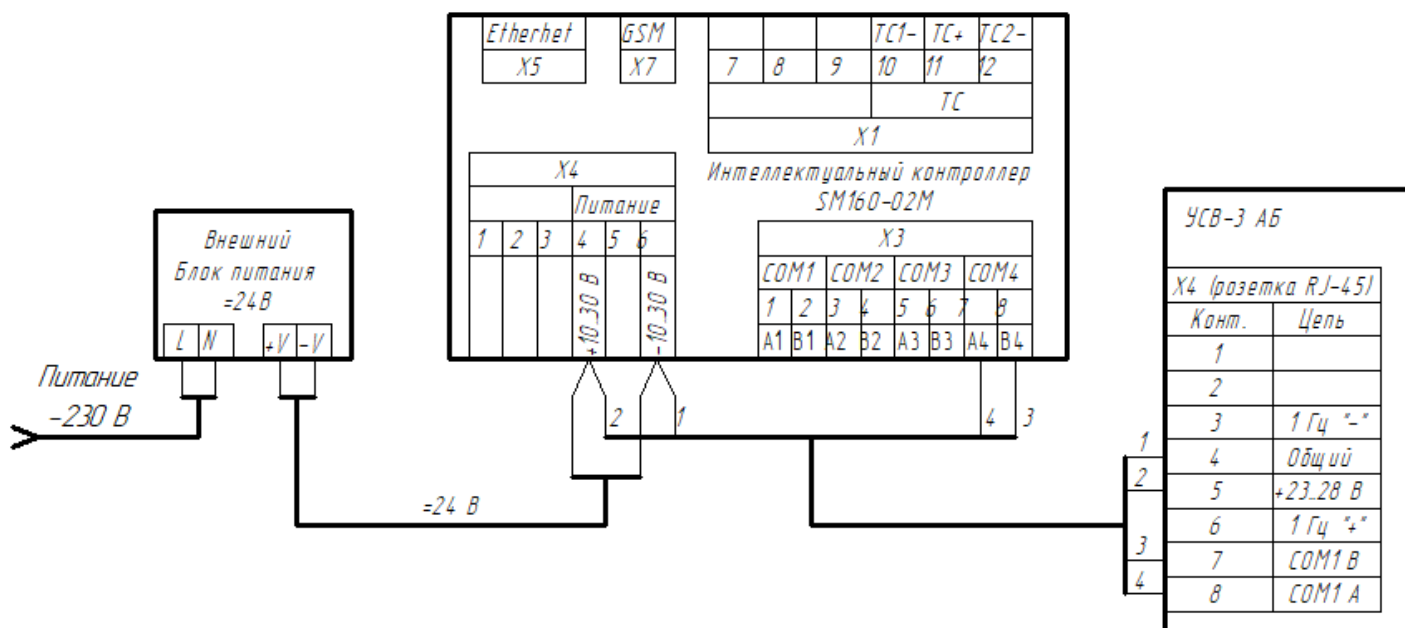 Etherhet
X5
GSM
X7
TC1- TC+ TC2-
7 8 9 10 11 12
ТС
X1
X4
Питание
1 2 3 4 5 6
+10..30 В
-10..30 В
Интеллектуальный контроллер
SM160-02M
X3
COM1 COM2 COM3 COM4
1 2 3 4 5 6 7 8
A1 B1 A2 B2 A3 B3 A4 B4
Внешний
Блок питания
=24В
L N +V -V
Питание
~230 В
=24 В
2 1 4 3
УСВ-3 АБ
X4 (розетка RJ-45)
Конт. Цепь
1
2
3 1 Гц "-"
4 Общий
5 +23..28 В
6 1 Гц "+"
7 COM1 B
8 COM1 A
1
2
3
4